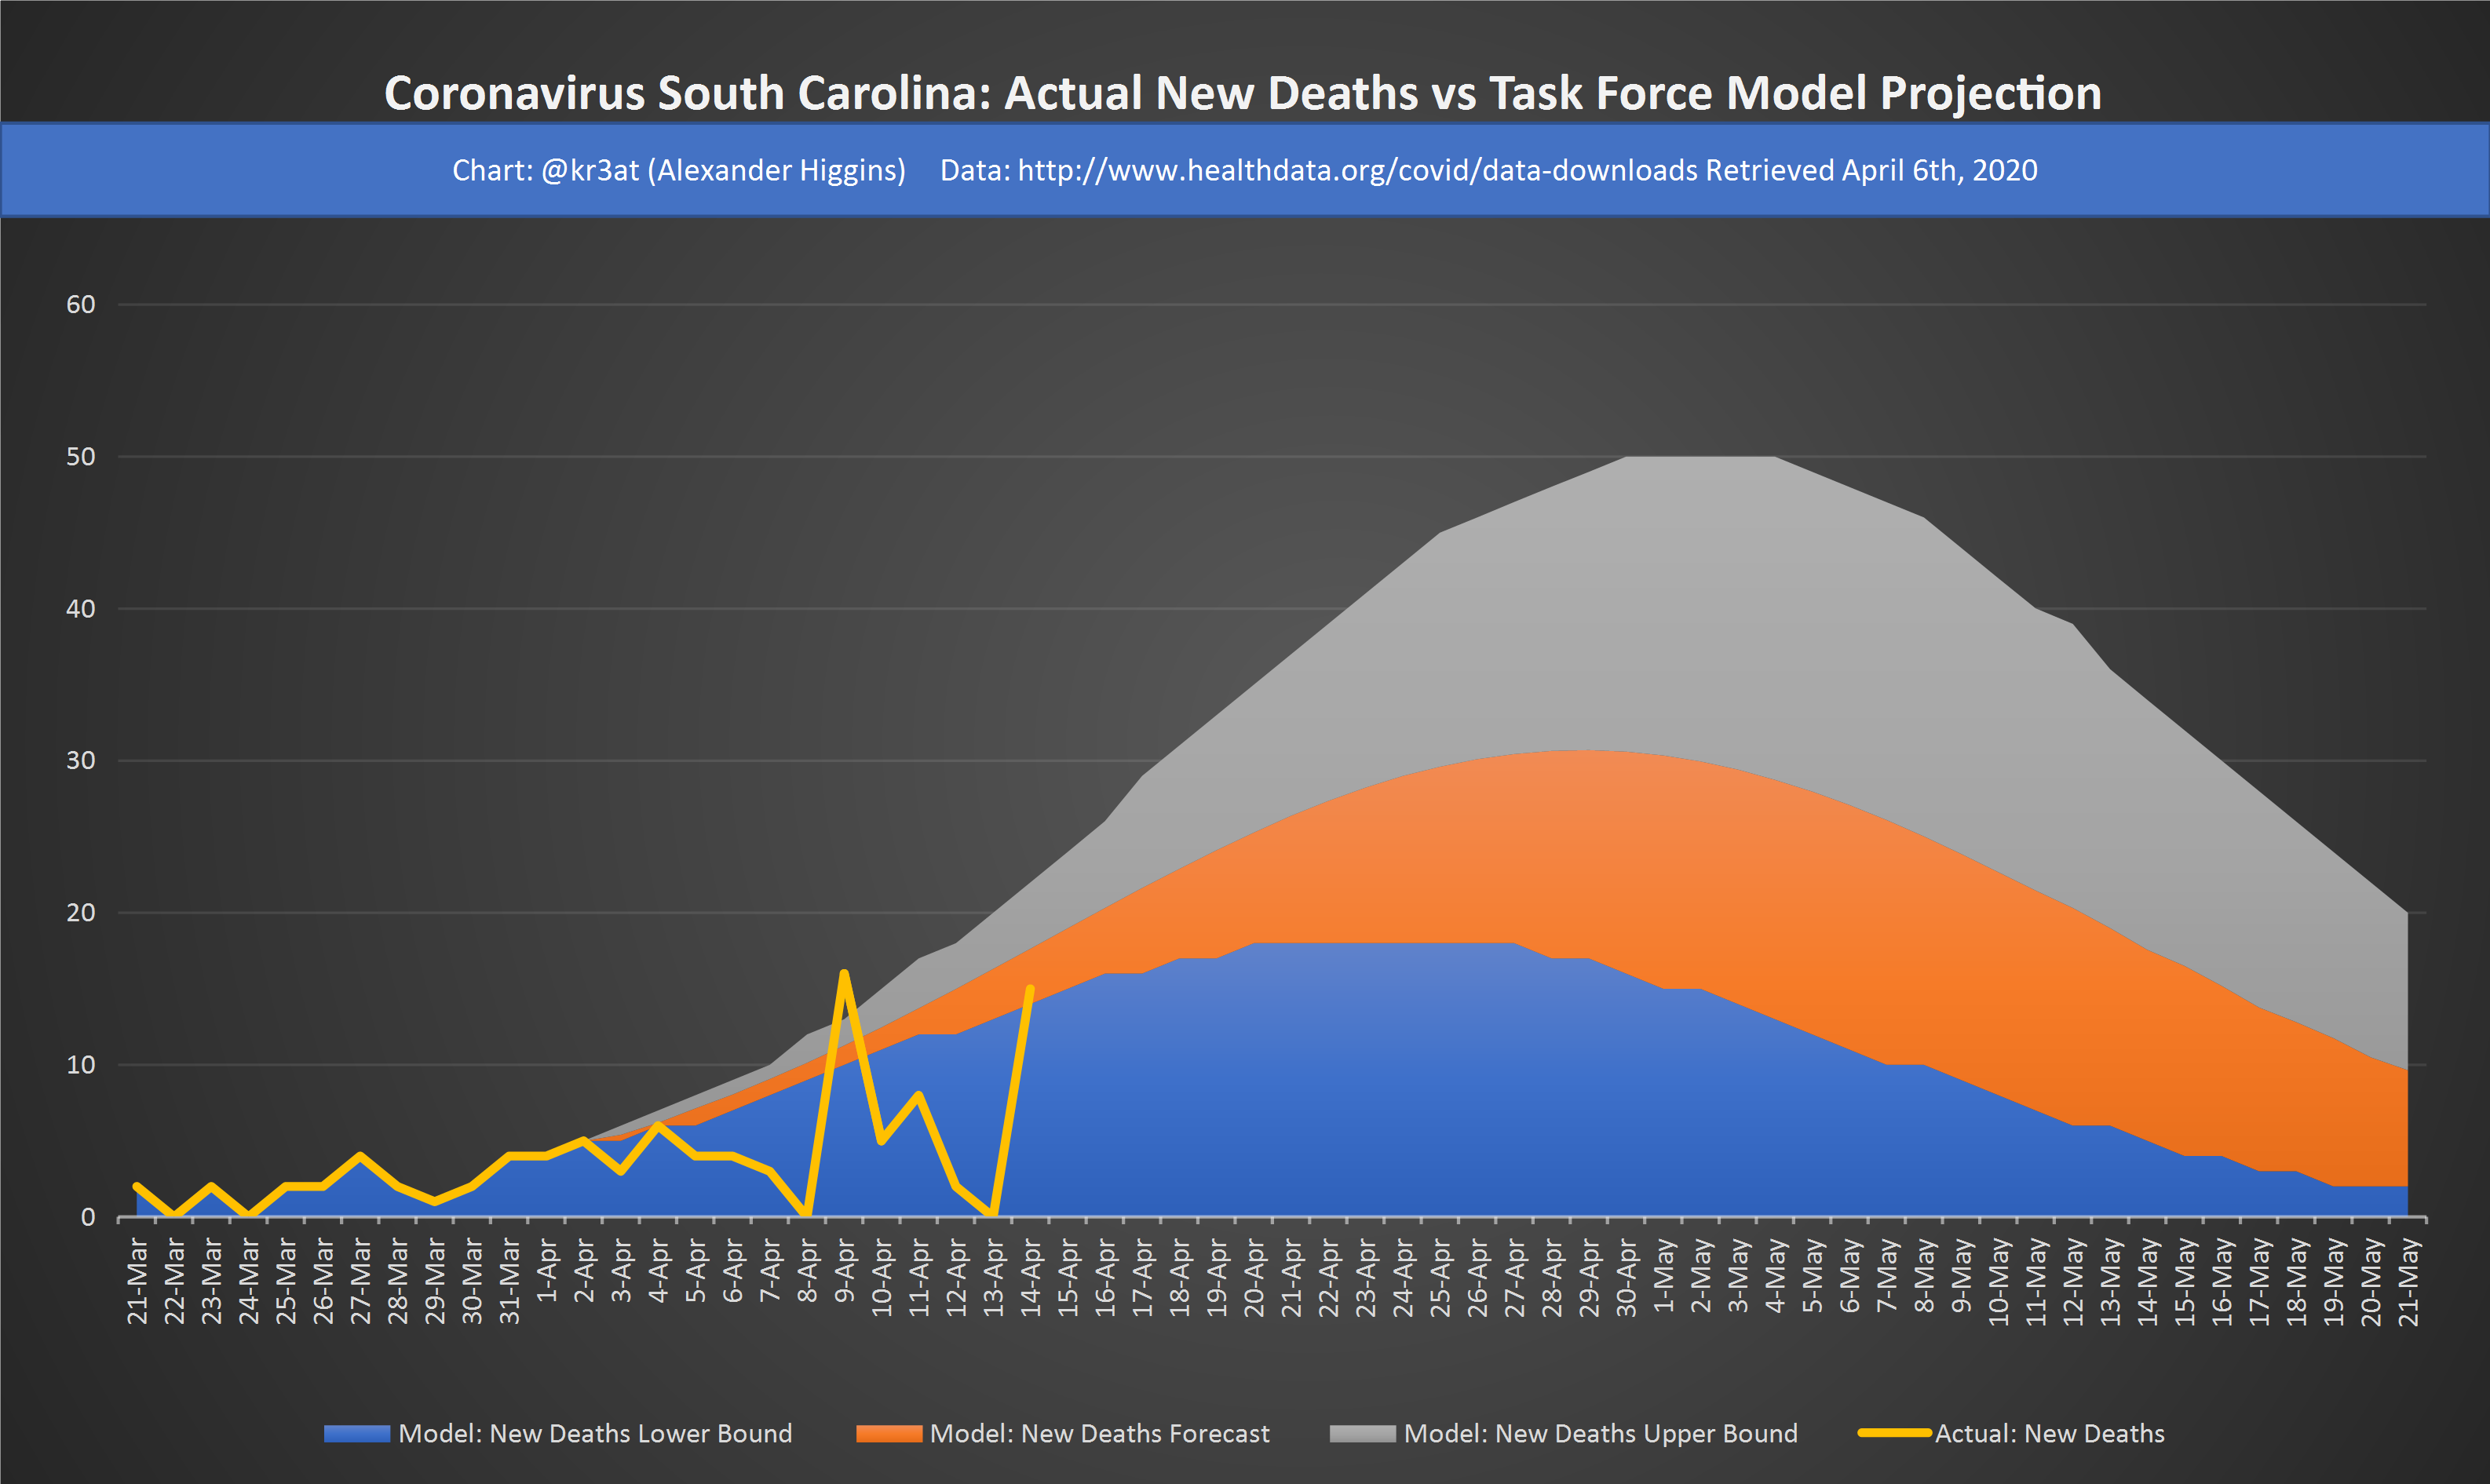 Coronavirus South Carolina: Actual New Deaths vs Task Force Model Projection
Chart: @kr3at (Alexander Higgins)    Data: http://www.healthdata.org/covid/data-downloads Retrieved April 6th, 2020
60
50
40
30
20
10
0
21-Mar
22-Mar
23-Mar
24-Mar
25-Mar
26-Mar
27-Mar
28-Mar
29-Mar
30-Mar
31-Mar
1-Apr
2-Apr
3-Apr
4-Apr
5-Apr
6-Apr
7-Apr
8-Apr
9-Apr
10-Apr
11-Apr
12-Apr
13-Apr
14-Apr
15-Apr
16-Apr
17-Apr
18-Apr
19-Apr
20-Apr
21-Apr
22-Apr
23-Apr
24-Apr
25-Apr
26-Apr
27-Apr
28-Apr
29-Apr
30-Apr
1-May
2-May
3-May
4-May
5-May
6-May
7-May
8-May
9-May
10-May
11-May
12-May
13-May
14-May
15-May
16-May
17-May
18-May
19-May
20-May
21-May
Model: New Deaths Lower Bound
Model: New Deaths Forecast
Model: New Deaths Upper Bound
Actual: New Deaths